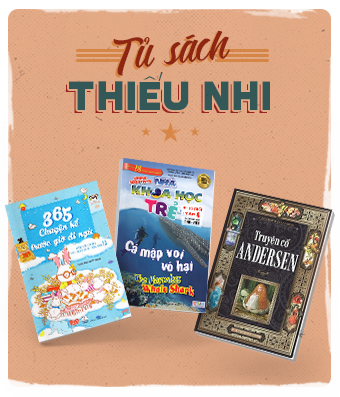 Tủ sách
THIẾU NHI
365
Chuyện kể
trước giờ đi ngủ
KHOA HỌC
TRẺ
Cá mập voi
vô hại
The Harmless
Whale Shark
Truyện cổ
ANDERSEN